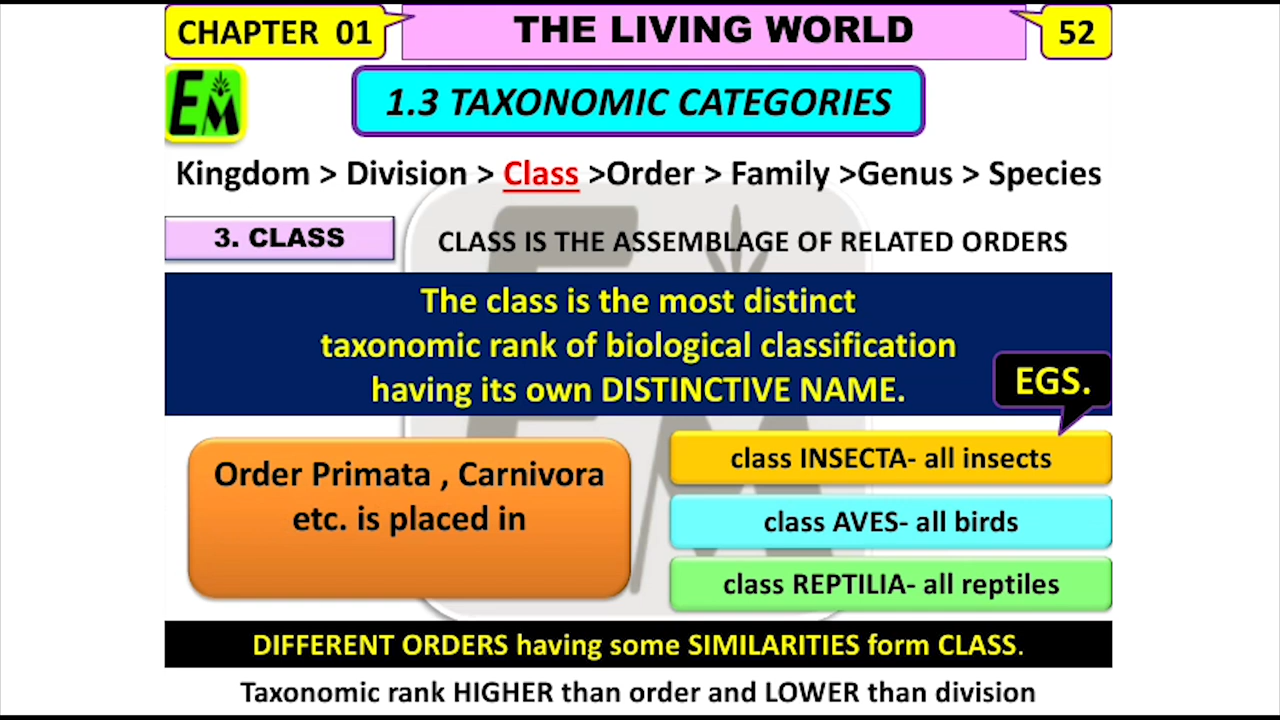 CHAPTER 01
THE LIVING WORLD
52
EM
1.3 TAXONOMIC CATEGORIES
Kingdom > Division > Class >Order > Family >Genus > Species
3. CLASS
CLASS IS THE ASSEMBLAGE OF RELATED ORDERS
The class is the most distinct
taxonomic rank of biological classification
having its own DISTINCTIVE NAME.
EGS.
Order Primata , Carnivora
etc. is placed in
class INSECTA- all insects
class AVES- all birds
class REPTILIA- all reptiles
DIFFERENT ORDERS having some SIMILARITIES form CLASS.
Taxonomic rank HIGHER than order and LOWER than division